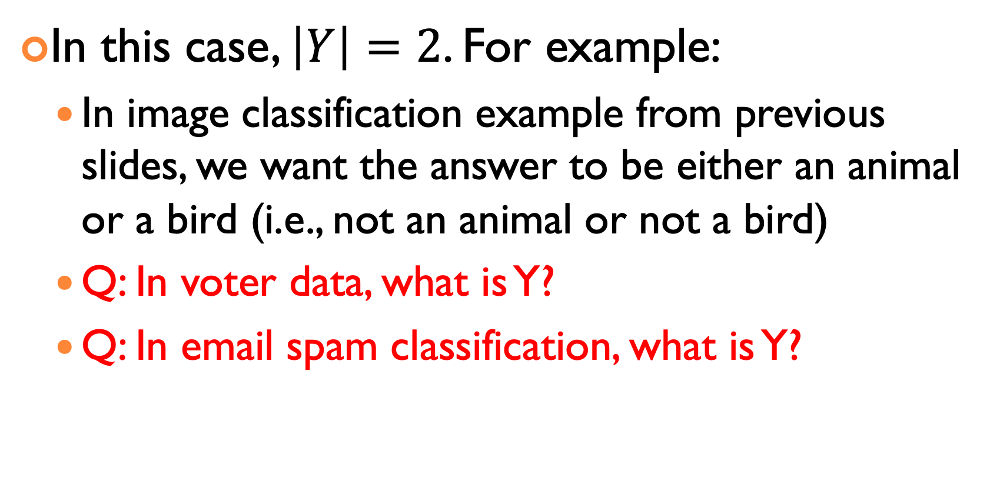 In this case, |Y| = 2. For example:
In image classification example from previous
slides, we want the answer to be either an animal
or a bird (i.e., not an animal or not a bird)
Q: In voter data, what is Y?
Q: In email spam classification, what is Y?